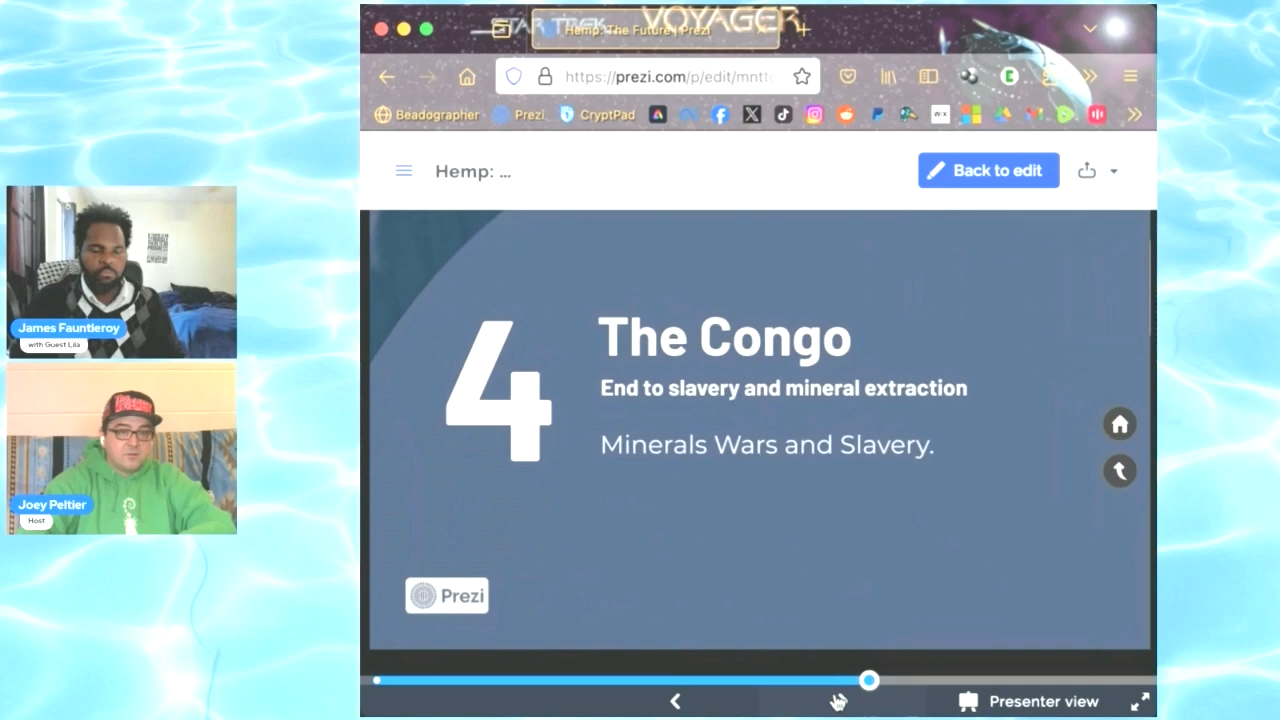 STAR TREK VOYAGER
Hemp: The Future | Prezi
https://prezi.com/p/edit/mntt
Beadographer Prezi CryptPad
Hemp: ...
Back to edit
4
The Congo
End to slavery and mineral extraction
Minerals Wars and Slavery.
Prezi
Presenter view
James Fauntleroy
with Guest Lila
Joey Peltier
Host